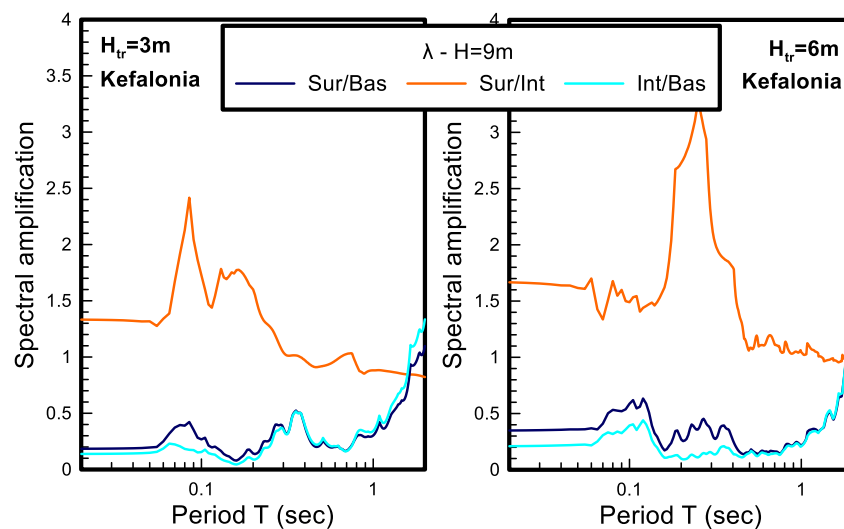 λ - H=9m
Sur/Bas Sur/Int Int/Bas
H_tr=3m
Kefalonia
Spectral amplification
4
3.5
3
2.5
2
1.5
1
0.5
0
0.1 1
Period T (sec)
H_tr=6m
Kefalonia
Spectral amplification
4
3.5
3
2.5
2
1.5
1
0.5
0
0.1 1
Period T (sec)